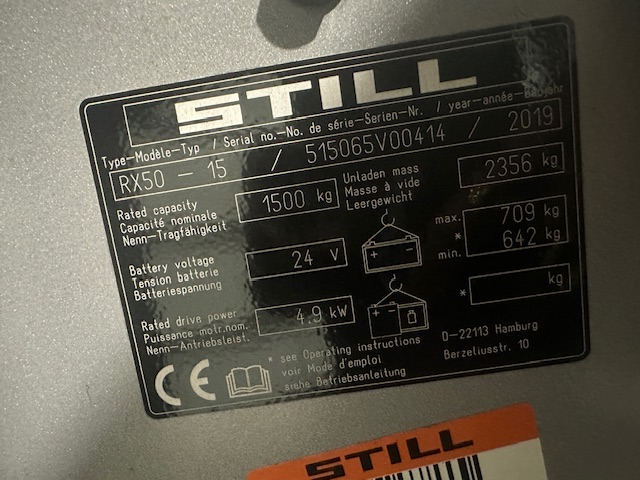 STILL
Type-Modèle-Typ / Serial no.-No. de série-Serien-Nr. / year-année-Baujahr
RX50 - 15 / 515065V00414 / 2019
Rated capacity
Capacité nominale
Nenn-Tragfähigkeit
1500 kg
Unladen mass
Masse à vide
Leergewicht
2356 kg
Battery voltage
Tension batterie
Batteriespannung
24 V
+ -
max. 709 kg
*
min. 642 kg
Rated drive power
Puissance motr.nom.
Nenn-Antriebsleist.
4.9 kW
+ -
* kg
CE
* see Operating instructions
voir Mode d'emploi
siehe Betriebsanleitung
D-22113 Hamburg
Berzeliusstr. 10
STILL